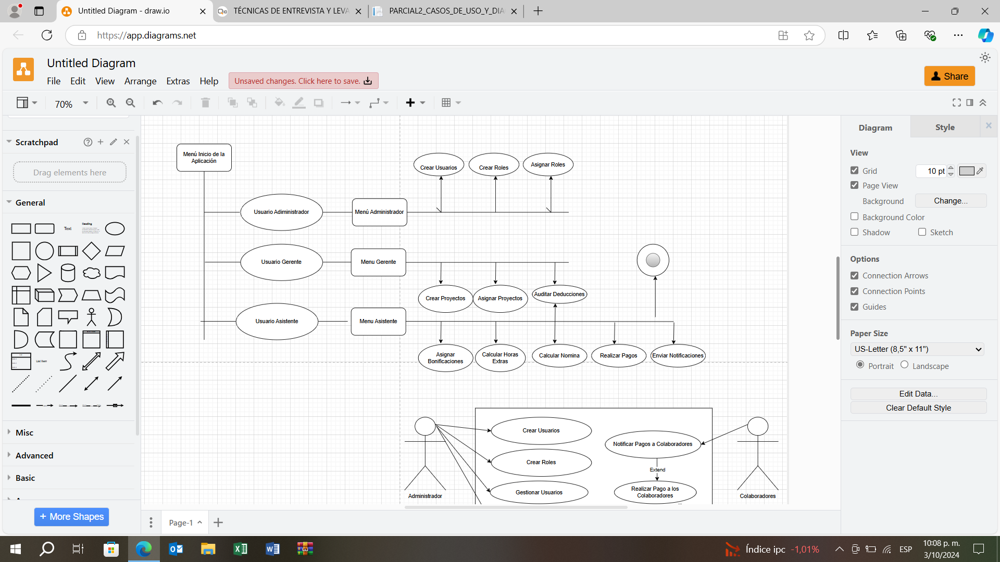 Untitled Diagram - draw.io
TÉCNICAS DE ENTREVISTA Y LEVA
PARCIAL2_CASOS_DE_USO_Y_DIA
https://app.diagrams.net
Untitled Diagram
File Edit View Arrange Extras Help
Unsaved changes. Click here to save.
Share
70%
Scratchpad
Drag elements here
General
Text
Heading
List Item
Misc
Advanced
Basic
+ More Shapes
Menú Inicio de la
Aplicación
Crear Usuarios
Crear Roles
Asignar Roles
Usuario Adiministrador
Menú Administrador
Usuario Gerente
Menu Gerente
Crear Proyectos
Asignar Proyectos
Auditar Deducciones
Usuario Asistente
Menu Asistente
Asignar
Bonificaciones
Calcular Horas
Extras
Calcular Nomina
Realizar Pagos
Enviar Notificaciones
Crear Usuarios
Notificar Pagos a Colaboradores
Crear Roles
Extend
Gestionar Usuarios
Realizar Pago a los
Colaboradores
Administrador
Colaboradores
Page-1
Diagram
Style
View
Grid
10 pt
Page View
Background
Change...
Background Color
Shadow
Sketch
Options
Connection Arrows
Connection Points
Guides
Paper Size
US-Letter (8,5" x 11")
Portrait
Landscape
Edit Data...
Clear Default Style
Índice ipc -1,01%
ESP
10:08 p. m.
3/10/2024